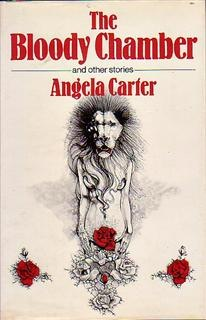 The
Bloody Chamber
and other stories
Angela Carter